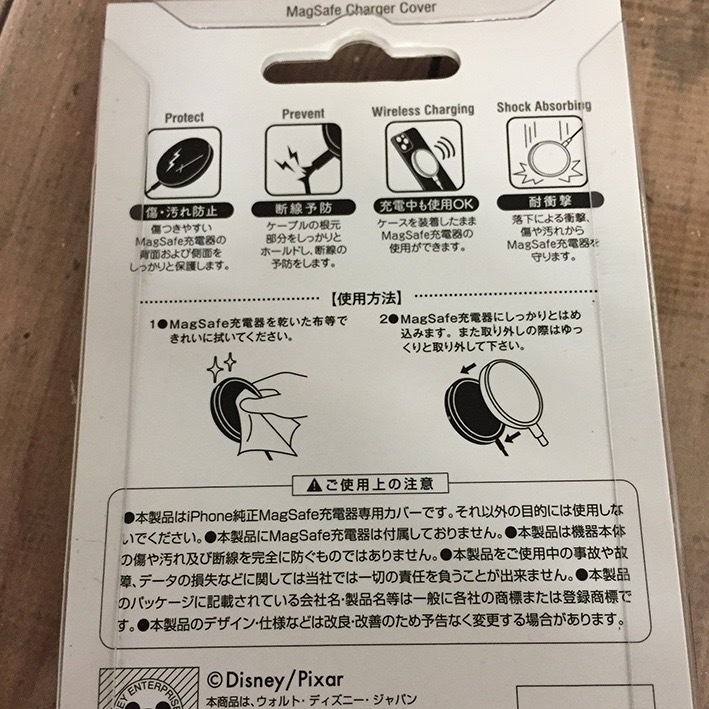 MagSafe Charger Cover
Protect
Prevent
Wireless Charging
Shock Absorbing
傷・汚れ防止
断線予防
充電中も使用OK
耐衝撃
傷つきやすい
MagSafe充電器の
背面および側面を
しっかりと保護します。
ケーブルの根元
部分をしっかりと
ホールドし、断線の
予防をします。
ケースを装着したまま
MagSafe充電器の
使用ができます。
落下による衝撃、
傷や汚れから
MagSafe充電器を
守ります。
【使用方法】
1●MagSafe充電器を乾いた布等で
きれいに拭いてください。
2●MagSafe充電器にしっかりとはめ
込みます。また取り外しの際はゆっ
くりと取り外して下さい。
⚠ご使用上の注意
●本製品はiPhone純正MagSafe充電器専用カバーです。それ以外の目的には使用しな
いでください。●本製品にMagSafe充電器は付属しておりません。●本製品は機器本体
の傷や汚れ及び断線を完全に防ぐものではありません。●本製品をご使用中の事故や故
障、データの損失などに関しては当社では一切の責任を負うことが出来ません。●本製品
のパッケージに記載されている会社名・製品名等は一般に各社の商標または登録商標で
す。●本製品のデザイン・仕様などは改良・改善のため予告なく変更する場合があります。
©Disney/Pixar
本商品は、ウォルト・ディズニー・ジャパン
EY ENTERPRISE